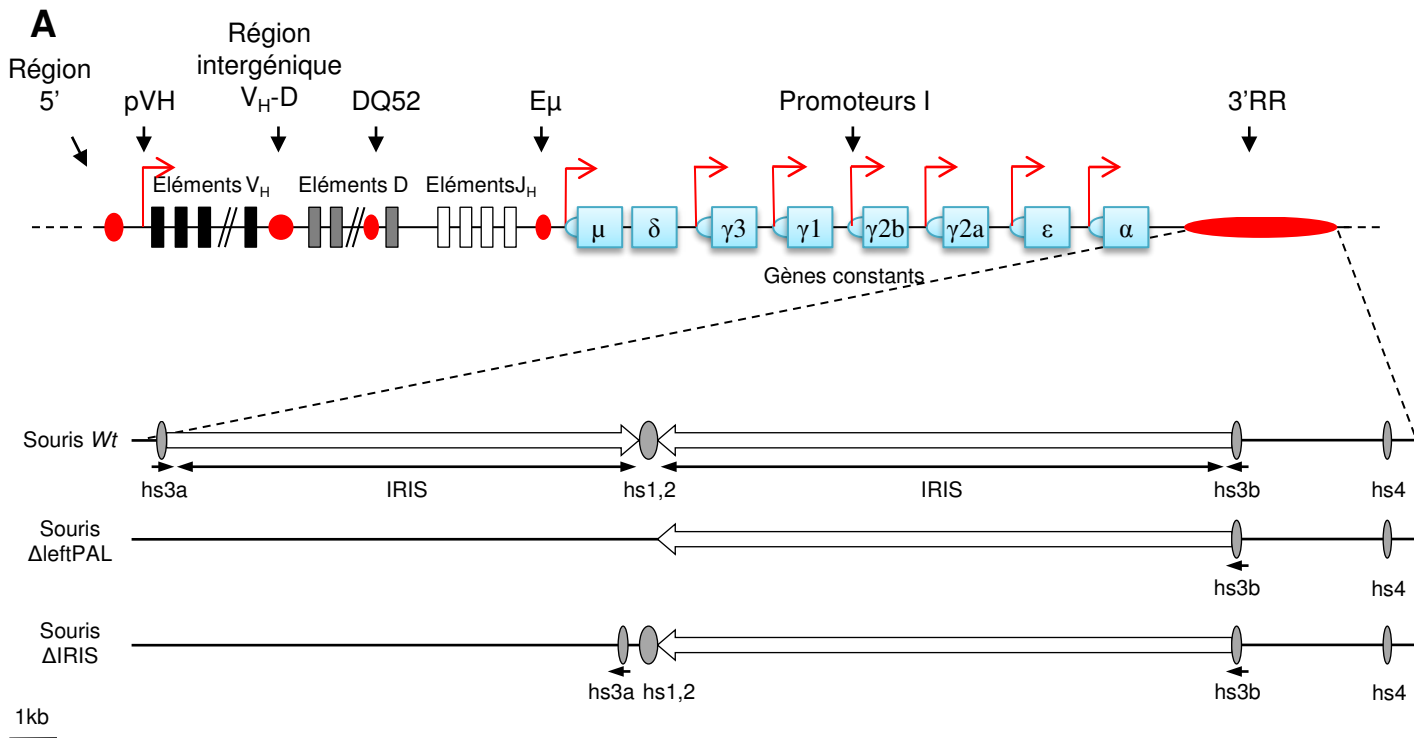 A
Région
5'
pVH
Région
intergénique
VH-D
DQ52
Eµ
Promoteurs I
3'RR
Eléments VH
Eléments D
ElémentsJH
µ
δ
γ3
γ1
γ2b
γ2a
ε
α
Gènes constants
Souris Wt
hs3a
IRIS
hs1,2
IRIS
hs3b
hs4
Souris
ΔleftPAL
hs3b
hs4
Souris
ΔIRIS
hs3a
hs1,2
hs3b
hs4
1kb